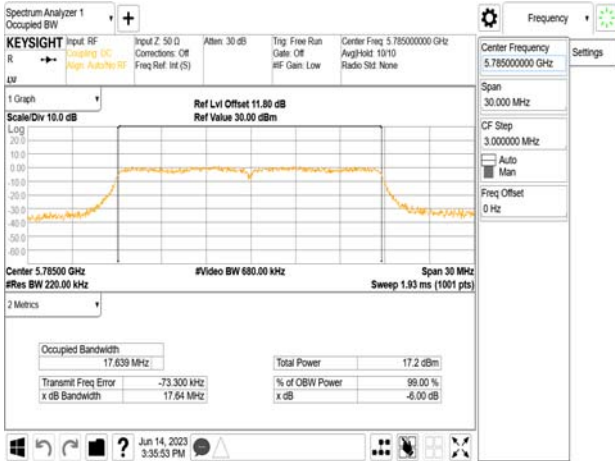 Spectrum Analyzer 1
Occupied BW
Frequency
KEYSIGHT
R
Input: RF
Coupling: DC
Align: Auto/No RF
Input Z: 50 Ω
Corrections: Off
Freq Ref: Int (S)
Atten: 30 dB
Trig: Free Run
Gate: Off
#IF Gain: Low
Center Freq: 5.785000000 GHz
Avg|Hold: 10/10
Radio Std: None
Center Frequency
5.785000000 GHz
Settings
Span
30.000 MHz
CF Step
3.000000 MHz
Auto
Man
Freq Offset
0 Hz
1 Graph
Scale/Div 10.0 dB
Ref Lvl Offset 11.80 dB
Ref Value 30.00 dBm
Log
20.0
10.0
0.00
-10.0
-20.0
-30.0
-40.0
-50.0
-60.0
Center 5.78500 GHz
#Video BW 680.00 kHz
Span 30 MHz
#Res BW 220.00 kHz
Sweep 1.93 ms (1001 pts)
2 Metrics
Occupied Bandwidth
17.639 MHz
Total Power 17.2 dBm
Transmit Freq Error -73.300 kHz
% of OBW Power 99.00 %
x dB Bandwidth 17.64 MHz
x dB -6.00 dB
?
Jun 14, 2023
3:35:53 PM